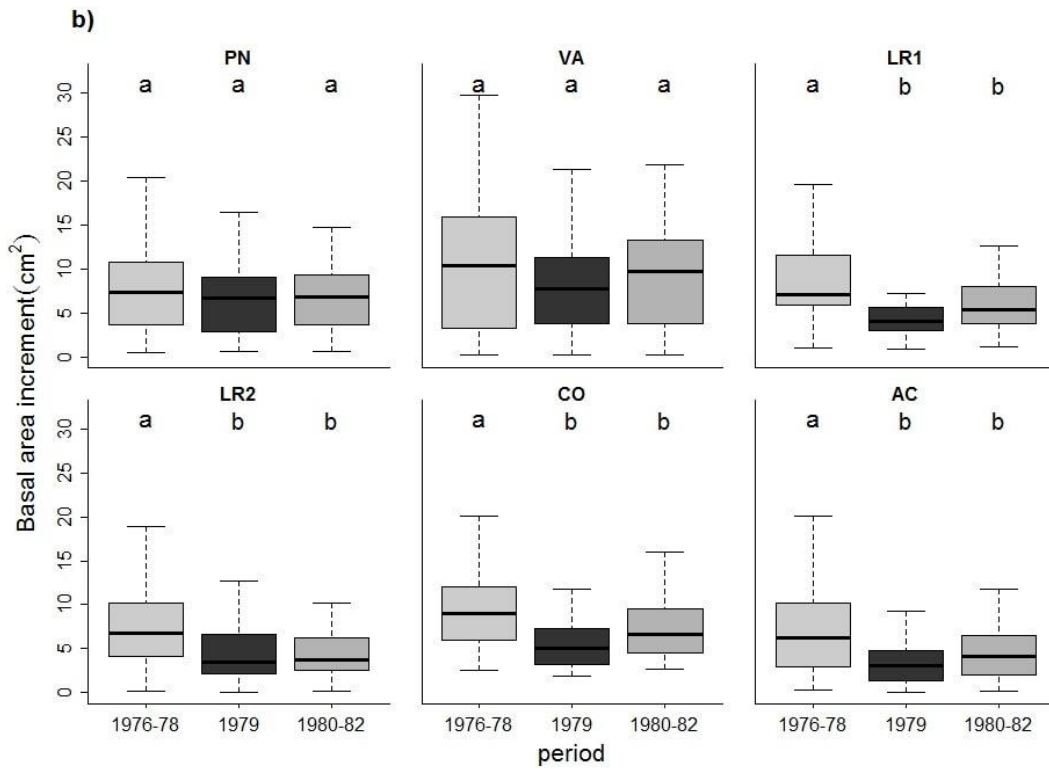 b)
PN
VA
LR1
a a a
a a a
a b b
30
25
20
15
10
5
0
LR2
CO
AC
a b b
a b b
a b b
30
25
20
15
10
5
0
Basal area increment(cm²)
1976-78 1979 1980-82
1976-78 1979 1980-82
1976-78 1979 1980-82
period